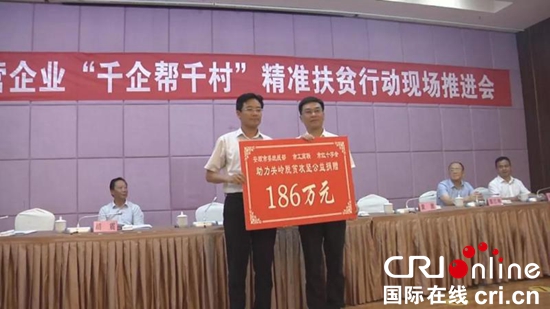 营企业“千企帮千村”精准扶贫行动现场推进会
助力夹岭脱贫攻坚公益捐赠
186万元
CRI online
国际在线 cri.cn